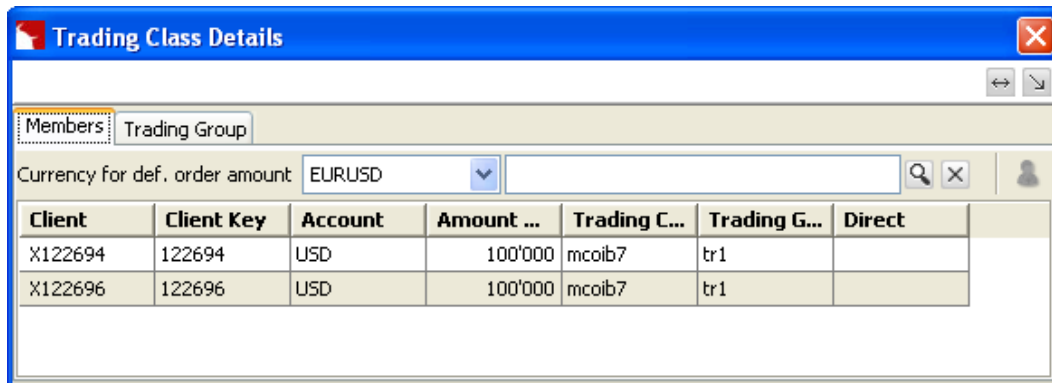 Trading Class Details
Members Trading Group
Currency for def. order amount EURUSD
Client Client Key Account Amount ... Trading C... Trading G... Direct
X122694 122694 USD 100'000 mcoib7 tr1
X122696 122696 USD 100'000 mcoib7 tr1